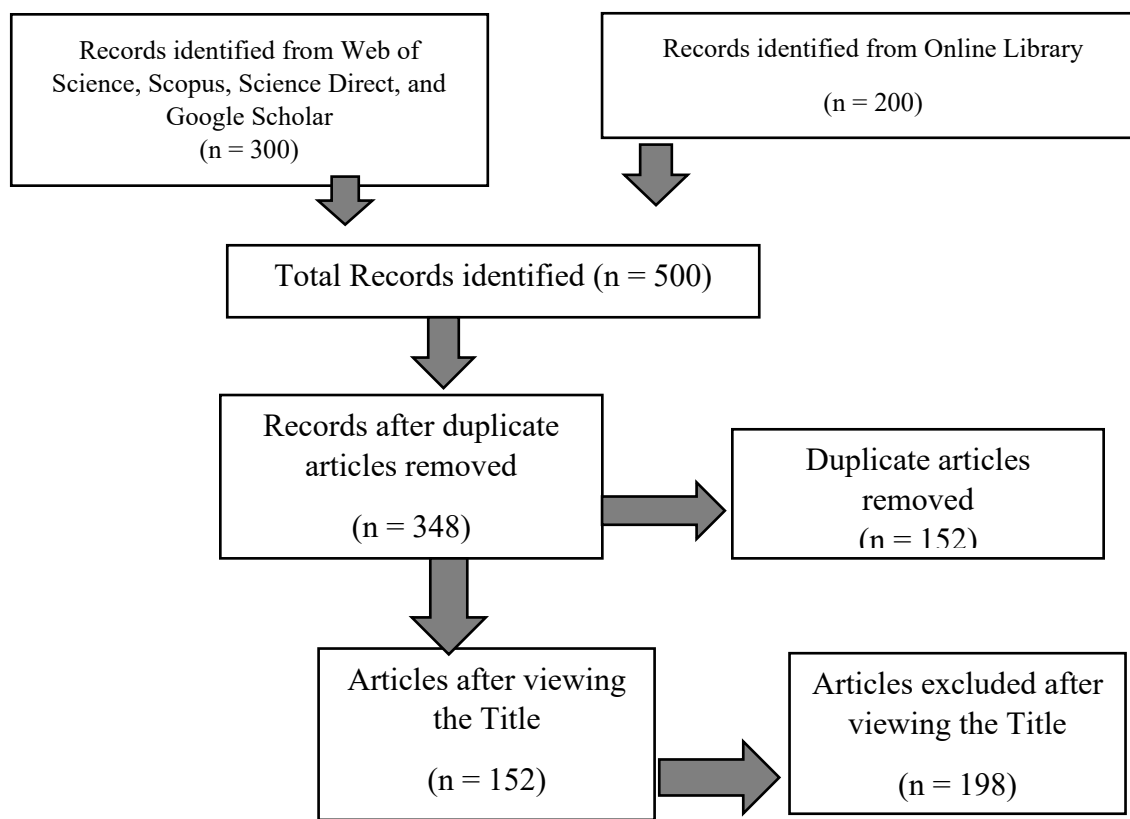 Records identified from Web of
Science, Scopus, Science Direct, and
Google Scholar
(n = 300)
Records identified from Online Library
(n = 200)
Total Records identified (n = 500)
Records after duplicate
articles removed
(n = 348)
Duplicate articles
removed
(n = 152)
Articles after viewing
the Title
(n = 152)
Articles excluded after
viewing the Title
(n = 198)